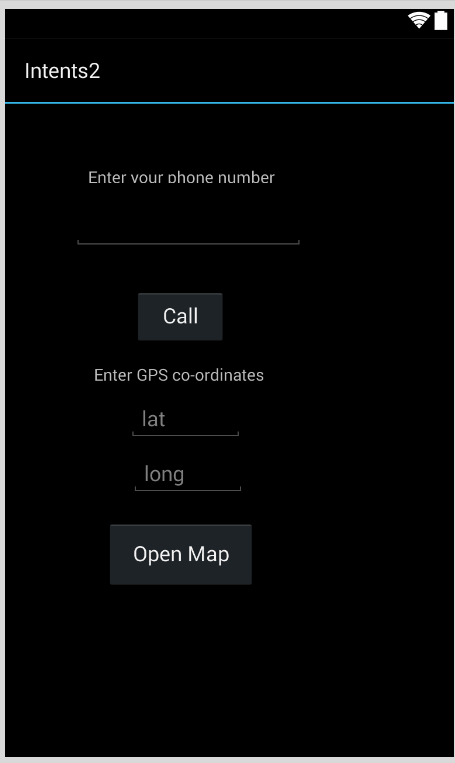 Intents2
Enter your phone number
Call
Enter GPS co-ordinates
lat
long
Open Map